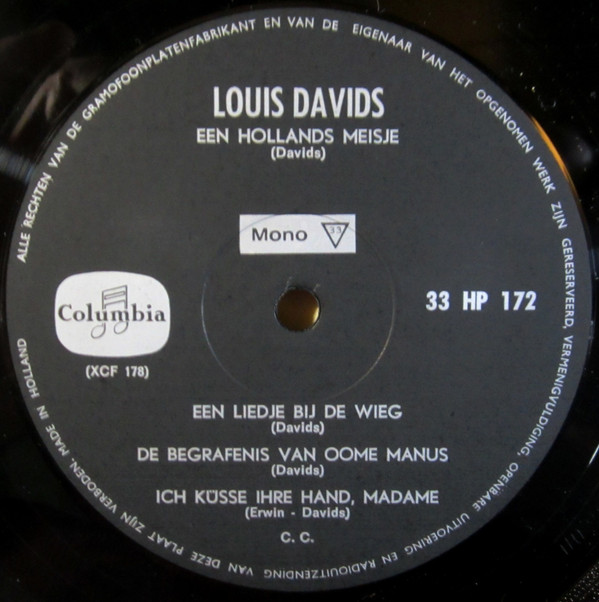 ALLE RECHTEN VAN DE GRAMOFOONPLATENFABRIKANT EN VAN DE EIGENAAR VAN HET OPGENOMEN WERK ZIJN GERESERVEERD, VERMENIGVULDIGING, OPENBARE UITVOERING EN RADIOUITZENDING VAN DEZE PLAAT ZIJN VERBODEN. MADE IN HOLLAND
LOUIS DAVIDS
EEN HOLLANDS MEISJE
(Davids)
Mono 33
Columbia
33 HP 172
(XCF 178)
EEN LIEDJE BIJ DE WIEG
(Davids)
DE BEGRAFENIS VAN OOME MANUS
(Davids)
ICH KÜSSE IHRE HAND, MADAME
(Erwin - Davids)
C. C.